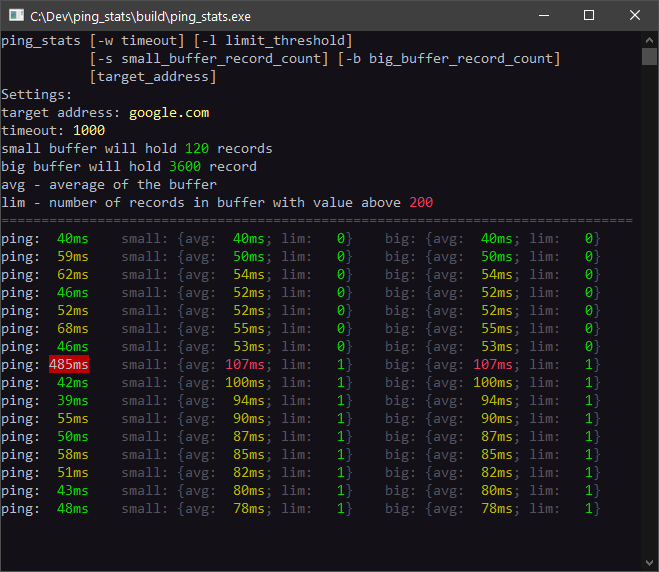 C:\Dev\ping_stats\build\ping_stats.exe
ping_stats [-w timeout] [-l limit_threshold]
           [-s small_buffer_record_count] [-b big_buffer_record_count]
           [target_address]
Settings:
target address: google.com
timeout: 1000
small buffer will hold 120 records
big buffer will hold 3600 record
avg - average of the buffer
lim - number of records in buffer with value above 200
===============================================================================
ping:  40ms    small: {avg:  40ms; lim:   0}    big: {avg:  40ms; lim:   0}
ping:  59ms    small: {avg:  50ms; lim:   0}    big: {avg:  50ms; lim:   0}
ping:  62ms    small: {avg:  54ms; lim:   0}    big: {avg:  54ms; lim:   0}
ping:  46ms    small: {avg:  52ms; lim:   0}    big: {avg:  52ms; lim:   0}
ping:  52ms    small: {avg:  52ms; lim:   0}    big: {avg:  52ms; lim:   0}
ping:  68ms    small: {avg:  55ms; lim:   0}    big: {avg:  55ms; lim:   0}
ping:  46ms    small: {avg:  53ms; lim:   0}    big: {avg:  53ms; lim:   0}
ping: 485ms    small: {avg: 107ms; lim:   1}    big: {avg: 107ms; lim:   1}
ping:  42ms    small: {avg: 100ms; lim:   1}    big: {avg: 100ms; lim:   1}
ping:  39ms    small: {avg:  94ms; lim:   1}    big: {avg:  94ms; lim:   1}
ping:  55ms    small: {avg:  90ms; lim:   1}    big: {avg:  90ms; lim:   1}
ping:  50ms    small: {avg:  87ms; lim:   1}    big: {avg:  87ms; lim:   1}
ping:  58ms    small: {avg:  85ms; lim:   1}    big: {avg:  85ms; lim:   1}
ping:  51ms    small: {avg:  82ms; lim:   1}    big: {avg:  82ms; lim:   1}
ping:  43ms    small: {avg:  80ms; lim:   1}    big: {avg:  80ms; lim:   1}
ping:  48ms    small: {avg:  78ms; lim:   1}    big: {avg:  78ms; lim:   1}